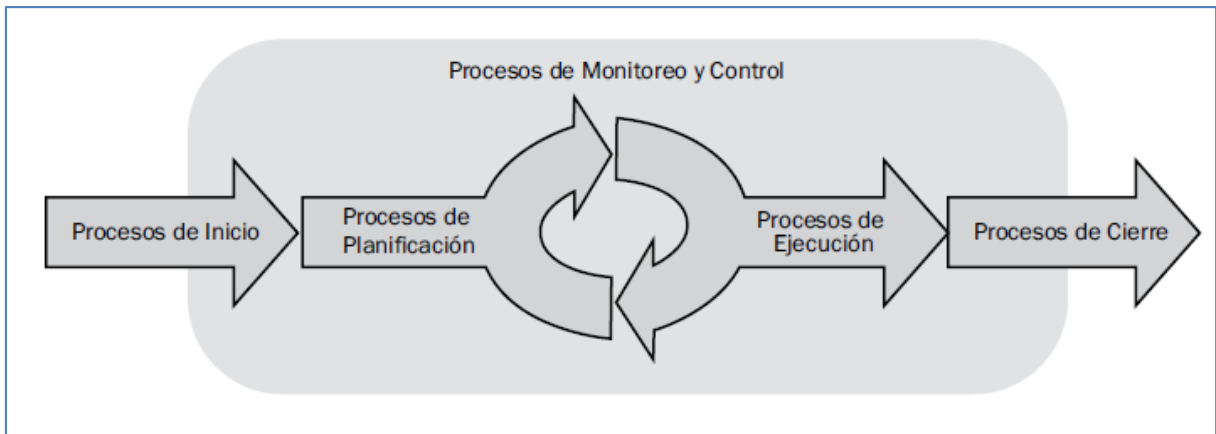 Procesos de Monitoreo y Control
Procesos de Inicio
Procesos de
Planificación
Procesos de
Ejecución
Procesos de Cierre